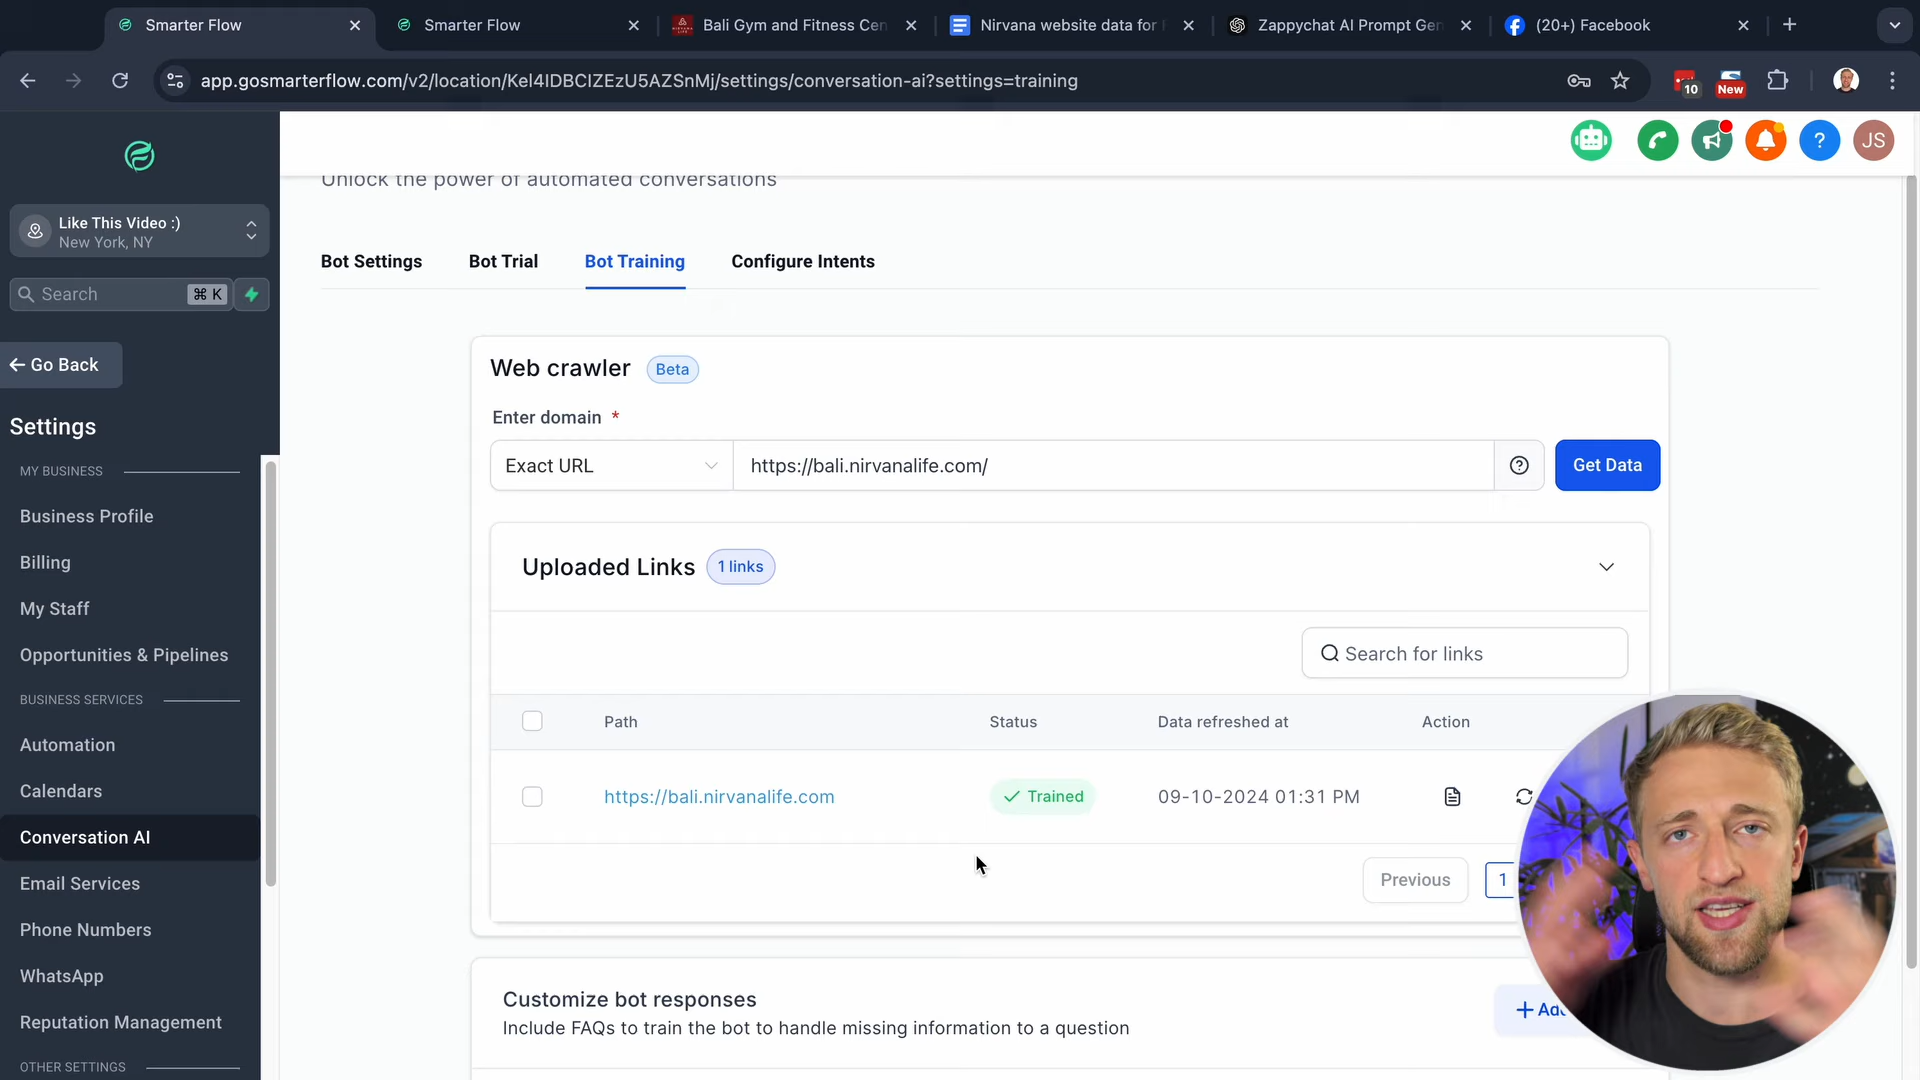 Smarter Flow
Smarter Flow
Bali Gym and Fitness Cen
Nirvana website data for
Zappychat AI Prompt Gen
(20+) Facebook
app.gosmarterflow.com/v2/location/Kel4IDBCIZEzU5AZSnMj/settings/conversation-ai?settings=training
10
New
JS
Like This Video :)
New York, NY
Search
⌘ K
Go Back
Settings
MY BUSINESS
Business Profile
Billing
My Staff
Opportunities & Pipelines
BUSINESS SERVICES
Automation
Calendars
Conversation AI
Email Services
Phone Numbers
WhatsApp
Reputation Management
OTHER SETTINGS
Unlock the power of automated conversations
Bot Settings
Bot Trial
Bot Training
Configure Intents
Web crawler
Beta
Enter domain *
Exact URL
https://bali.nirvanalife.com/
Get Data
Uploaded Links
1 links
Search for links
Path
Status
Data refreshed at
Action
https://bali.nirvanalife.com
Trained
09-10-2024 01:31 PM
Previous
1
Customize bot responses
Include FAQs to train the bot to handle missing information to a question